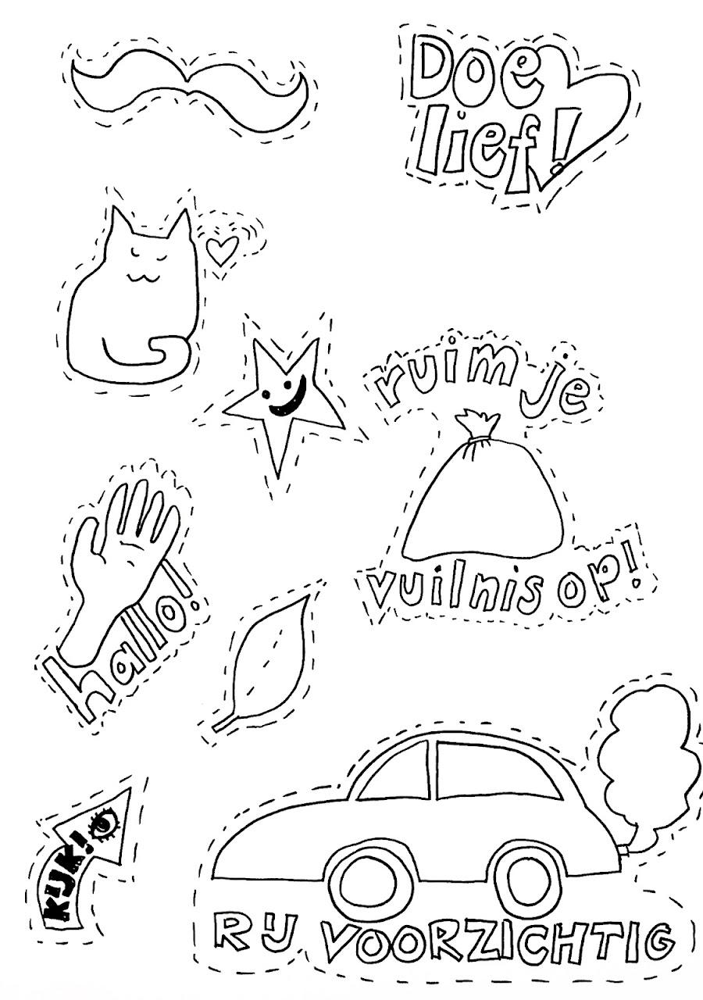 Doe
lief!
ruim je
vuilnis op!
hallo!
kijk!
RIJ VOORZICHTIG